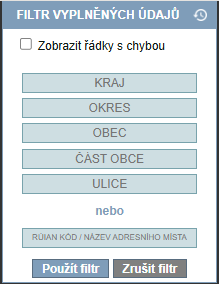 FILTR VYPLNĚNÝCH ÚDAJŮ
Zobrazit řádky s chybou
KRAJ
OKRES
OBEC
ČÁST OBCE
ULICE
nebo
RÚIAN KÓD / NÁZEV ADRESNÍHO MÍSTA
Použít filtr Zrušit filtr